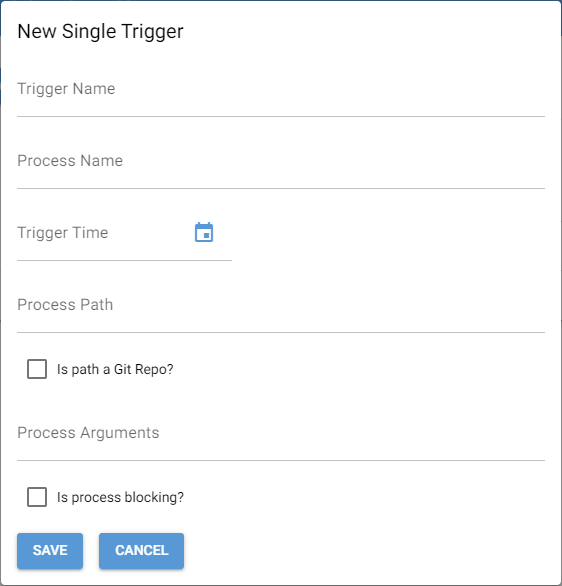 New Single Trigger
Trigger Name
Process Name
Trigger Time
Process Path
Is path a Git Repo?
Process Arguments
Is process blocking?
SAVE CANCEL